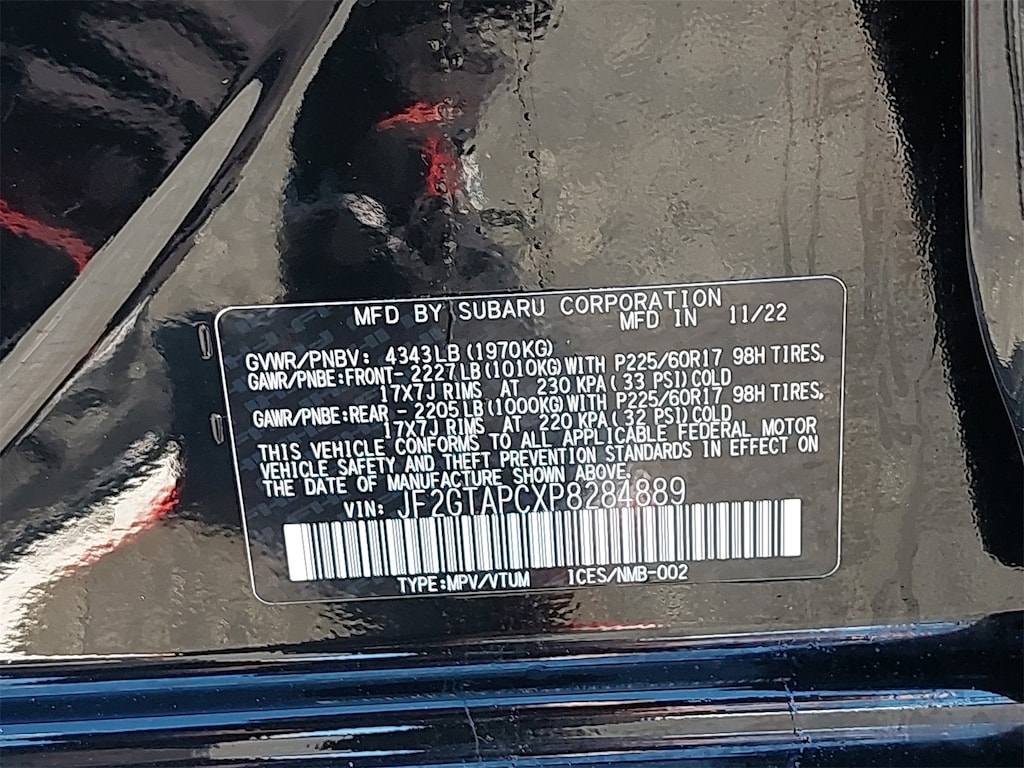 MFD BY SUBARU CORPORATION
MFD IN 11/22
GVWR/PNBV: 4343LB(1970KG)
GAWR/PNBE:FRONT-2227LB(1010KG)WITH P225/60R17 98H TIRES,
17X7J RIMS AT 230 KPA(33 PSI)COLD
GAWR/PNBE:REAR -2205LB(1000KG)WITH P225/60R17 98H TIRES,
17X7J RIMS AT 220 KPA(32 PSI)COLD
THIS VEHICLE CONFORMS TO ALL APPLICABLE FEDERAL MOTOR
VEHICLE SAFETY AND THEFT PREVENTION STANDARDS IN EFFECT ON
THE DATE OF MANUFACTURE SHOWN ABOVE.
VIN: JF2GTAPCXP8284889
TYPE:MPV/VTUM ICES/NMB-002